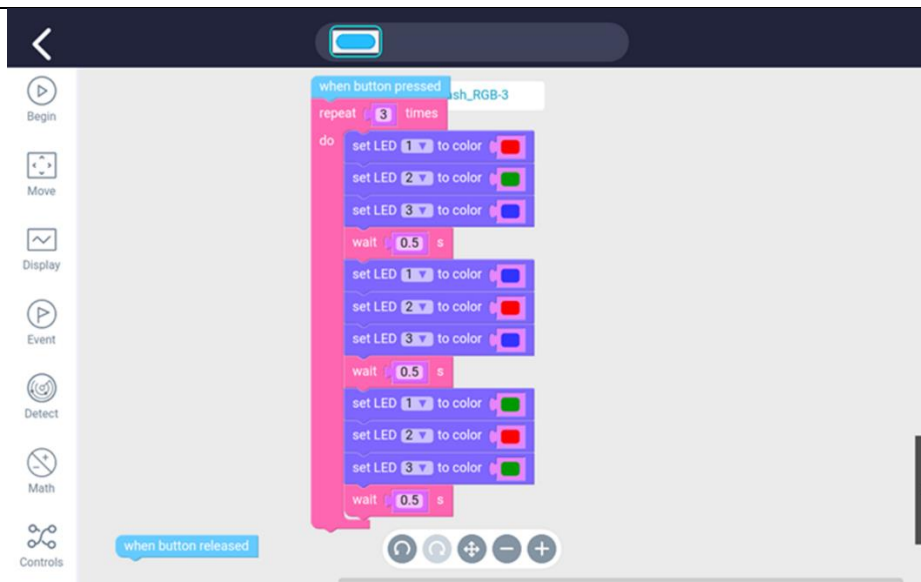 when button pressed
ash_RGB-3
repeat 3 times
do
set LED 1 to color
set LED 2 to color
set LED 3 to color
wait 0.5 s
set LED 1 to color
set LED 2 to color
set LED 3 to color
wait 0.5 s
set LED 1 to color
set LED 2 to color
set LED 3 to color
wait 0.5 s
when button released
Begin
Move
Display
Event
Detect
Math
Controls